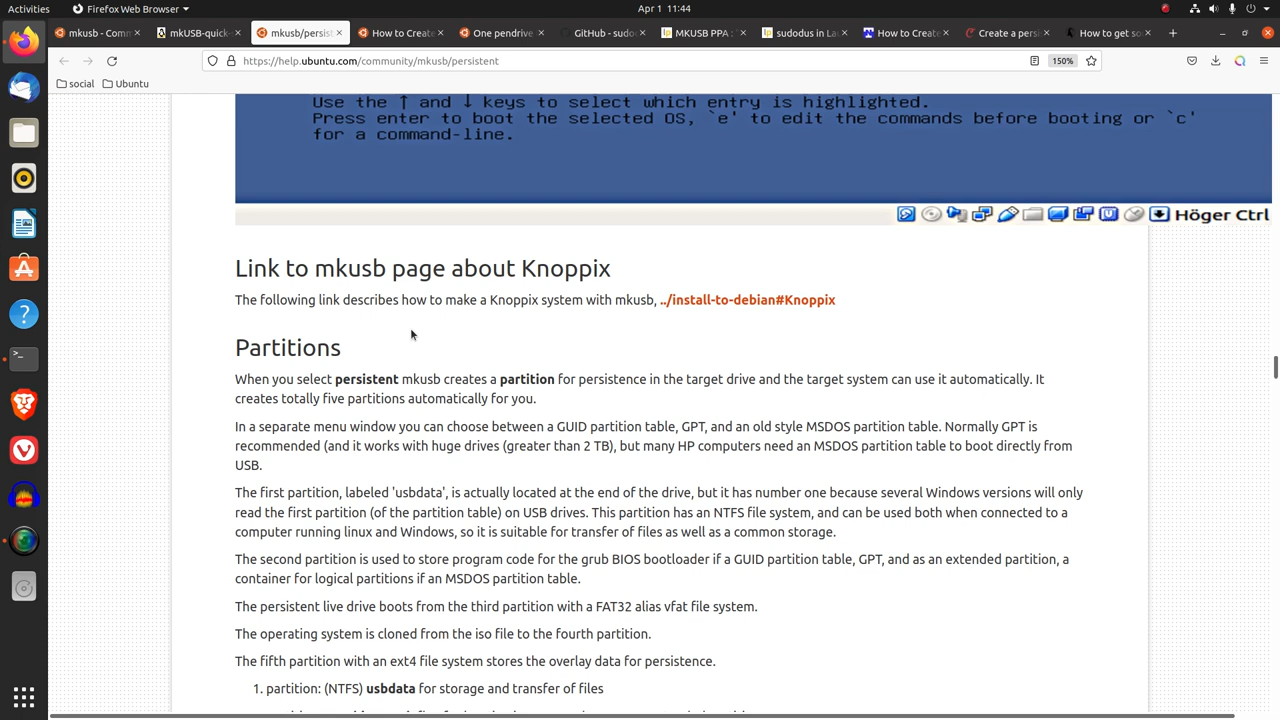 Activities
Firefox Web Browser
Apr 1 11:44
mkusb - Comm
mkUSB-quick-
mkusb/persist
How to Create
One pendrive
GitHub - sudo
MKUSB PPA :
sudodus in La
How to Create
Create a persi
How to get so
https://help.ubuntu.com/community/mkusb/persistent
150%
social
Ubuntu
Use the ↑ and ↓ keys to select which entry is highlighted.
Press enter to boot the selected OS, `e' to edit the commands before booting or `c'
for a command-line.
Höger Ctrl
Link to mkusb page about Knoppix
The following link describes how to make a Knoppix system with mkusb, ../install-to-debian#Knoppix
Partitions
When you select persistent mkusb creates a partition for persistence in the target drive and the target system can use it automatically. It
creates totally five partitions automatically for you.
In a separate menu window you can choose between a GUID partition table, GPT, and an old style MSDOS partition table. Normally GPT is
recommended (and it works with huge drives (greater than 2 TB), but many HP computers need an MSDOS partition table to boot directly from
USB.
The first partition, labeled 'usbdata', is actually located at the end of the drive, but it has number one because several Windows versions will only
read the first partition (of the partition table) on USB drives. This partition has an NTFS file system, and can be used both when connected to a
computer running linux and Windows, so it is suitable for transfer of files as well as a common storage.
The second partition is used to store program code for the grub BIOS bootloader if a GUID partition table, GPT, and as an extended partition, a
container for logical partitions if an MSDOS partition table.
The persistent live drive boots from the third partition with a FAT32 alias vfat file system.
The operating system is cloned from the iso file to the fourth partition.
The fifth partition with an ext4 file system stores the overlay data for persistence.
1. partition: (NTFS) usbdata for storage and transfer of files